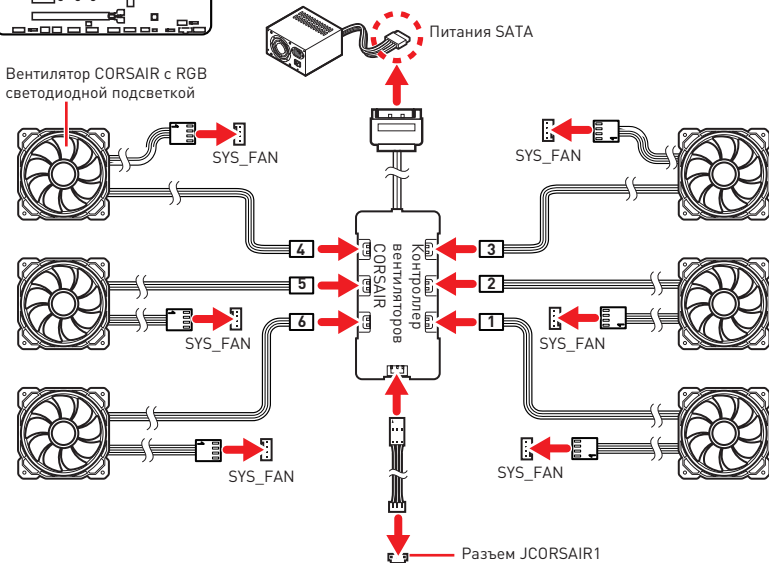 Питания SATA
Вентилятор CORSAIR с RGB
светодиодной подсветкой
SYS_FAN
SYS_FAN
4
3
5
2
6
1
Контроллер
вентиляторов
CORSAIR
SYS_FAN
SYS_FAN
SYS_FAN
SYS_FAN
Разъем JCORSAIR1